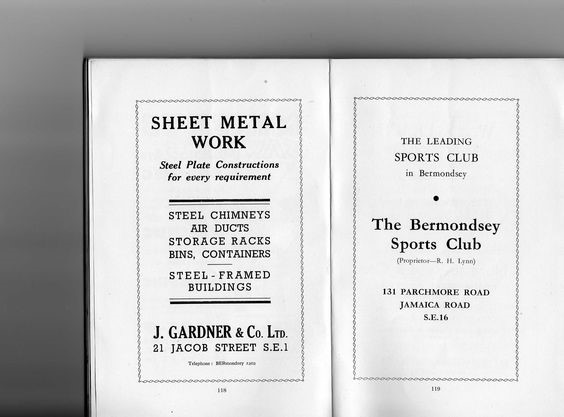 SHEET METAL
WORK
Steel Plate Constructions
for every requirement
STEEL CHIMNEYS
AIR DUCTS
STORAGE RACKS
BINS, CONTAINERS
STEEL-FRAMED
BUILDINGS
J. GARDNER & Co. LTD.
21 JACOB STREET S.E.1
Telephone: BERmondsey
118
THE LEADING
SPORTS CLUB
in Bermondsey
The Bermondsey
Sports Club
(Proprietor—R. H. Lynn)
131 PARCHMORE ROAD
JAMAICA ROAD
S.E.16
119